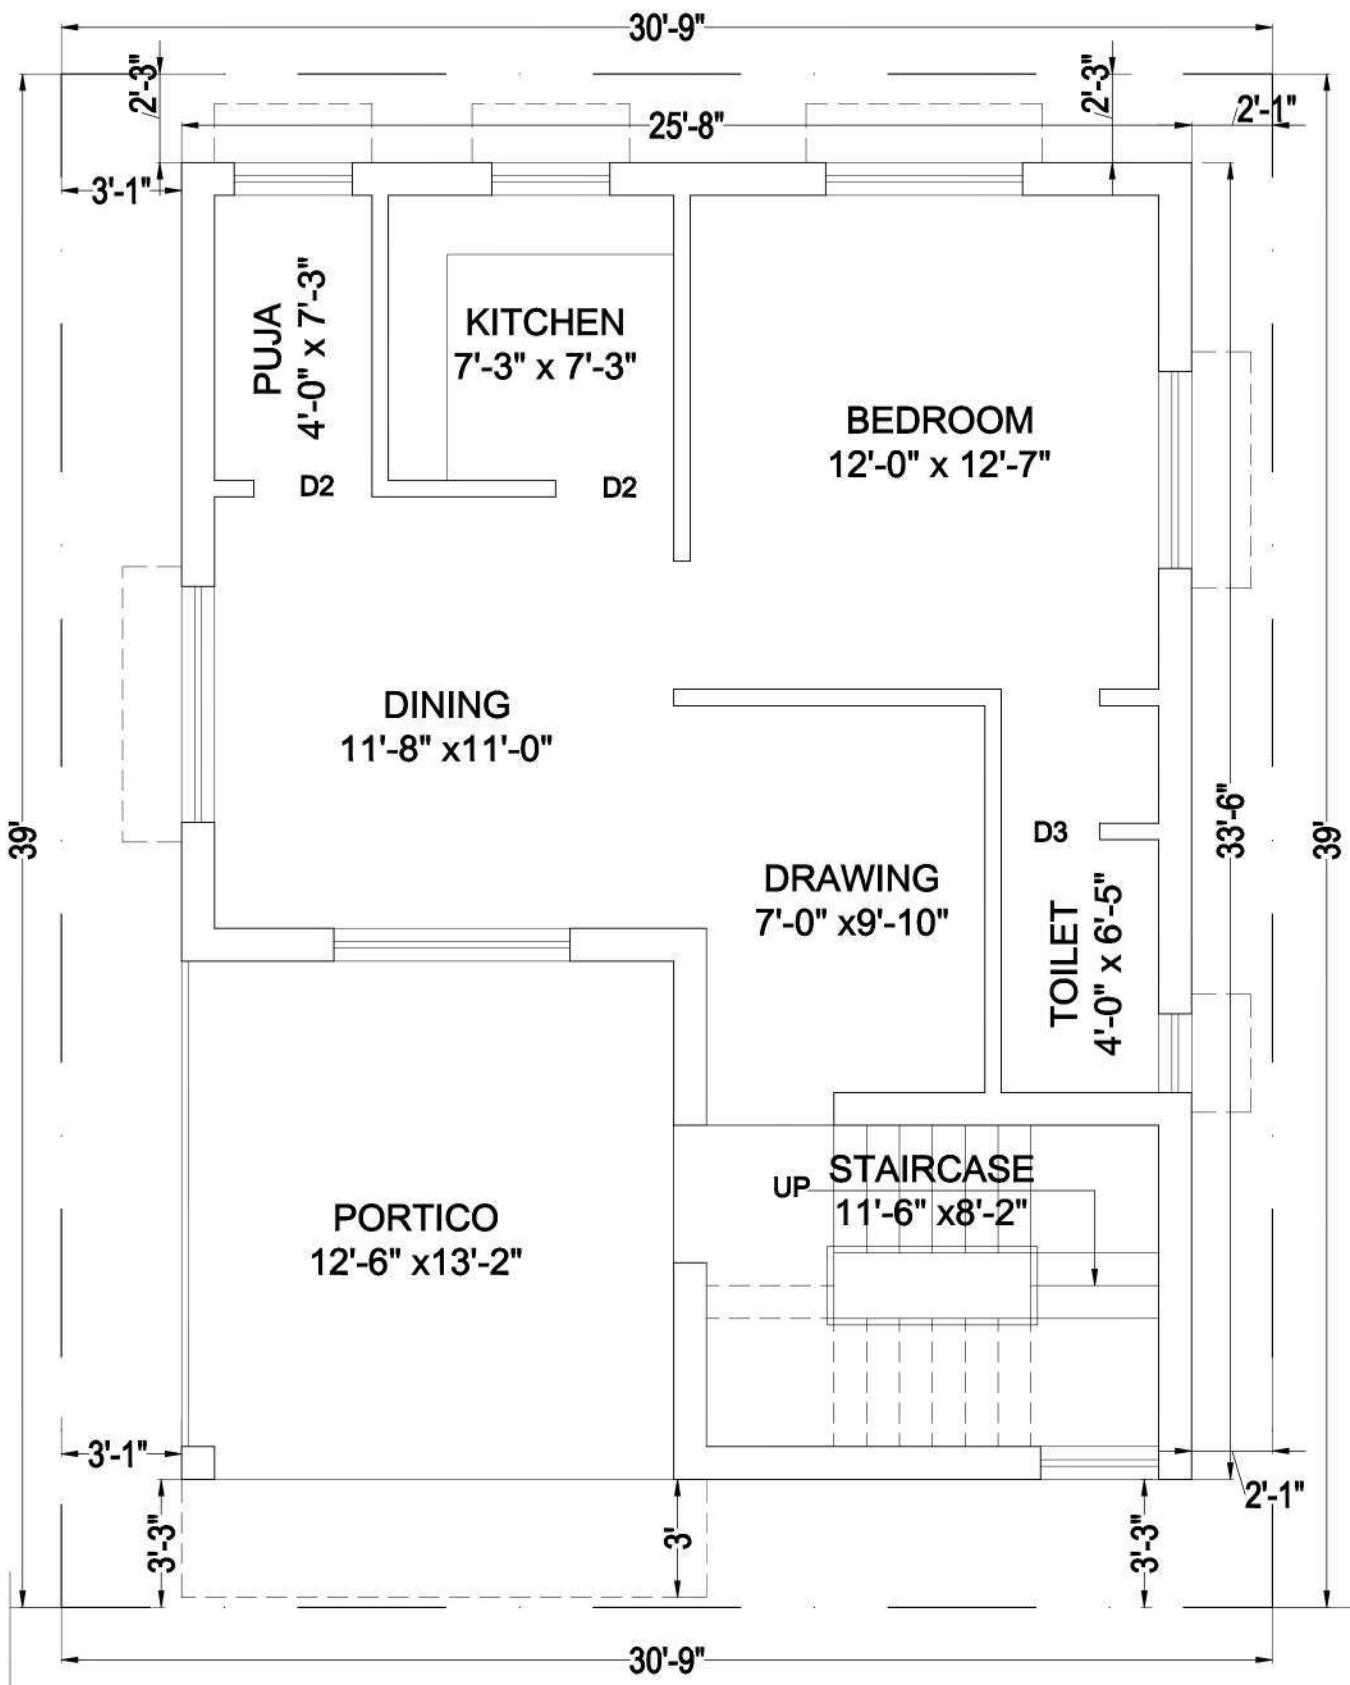 30'-9"
2'-3"
2'-3"
25'-8"
2'-1"
3'-1"
PUJA
4'-0" x 7'-3"
KITCHEN
7'-3" x 7'-3"
BEDROOM
12'-0" x 12'-7"
D2
D2
DINING
11'-8" x11'-0"
39'
33'-6"
39'
D3
DRAWING
7'-0" x9'-10"
TOILET
4'-0" x 6'-5"
UP
STAIRCASE
11'-6" x8'-2"
PORTICO
12'-6" x13'-2"
3'-1"
2'-1"
3'-3"
3'
3'-3"
30'-9"